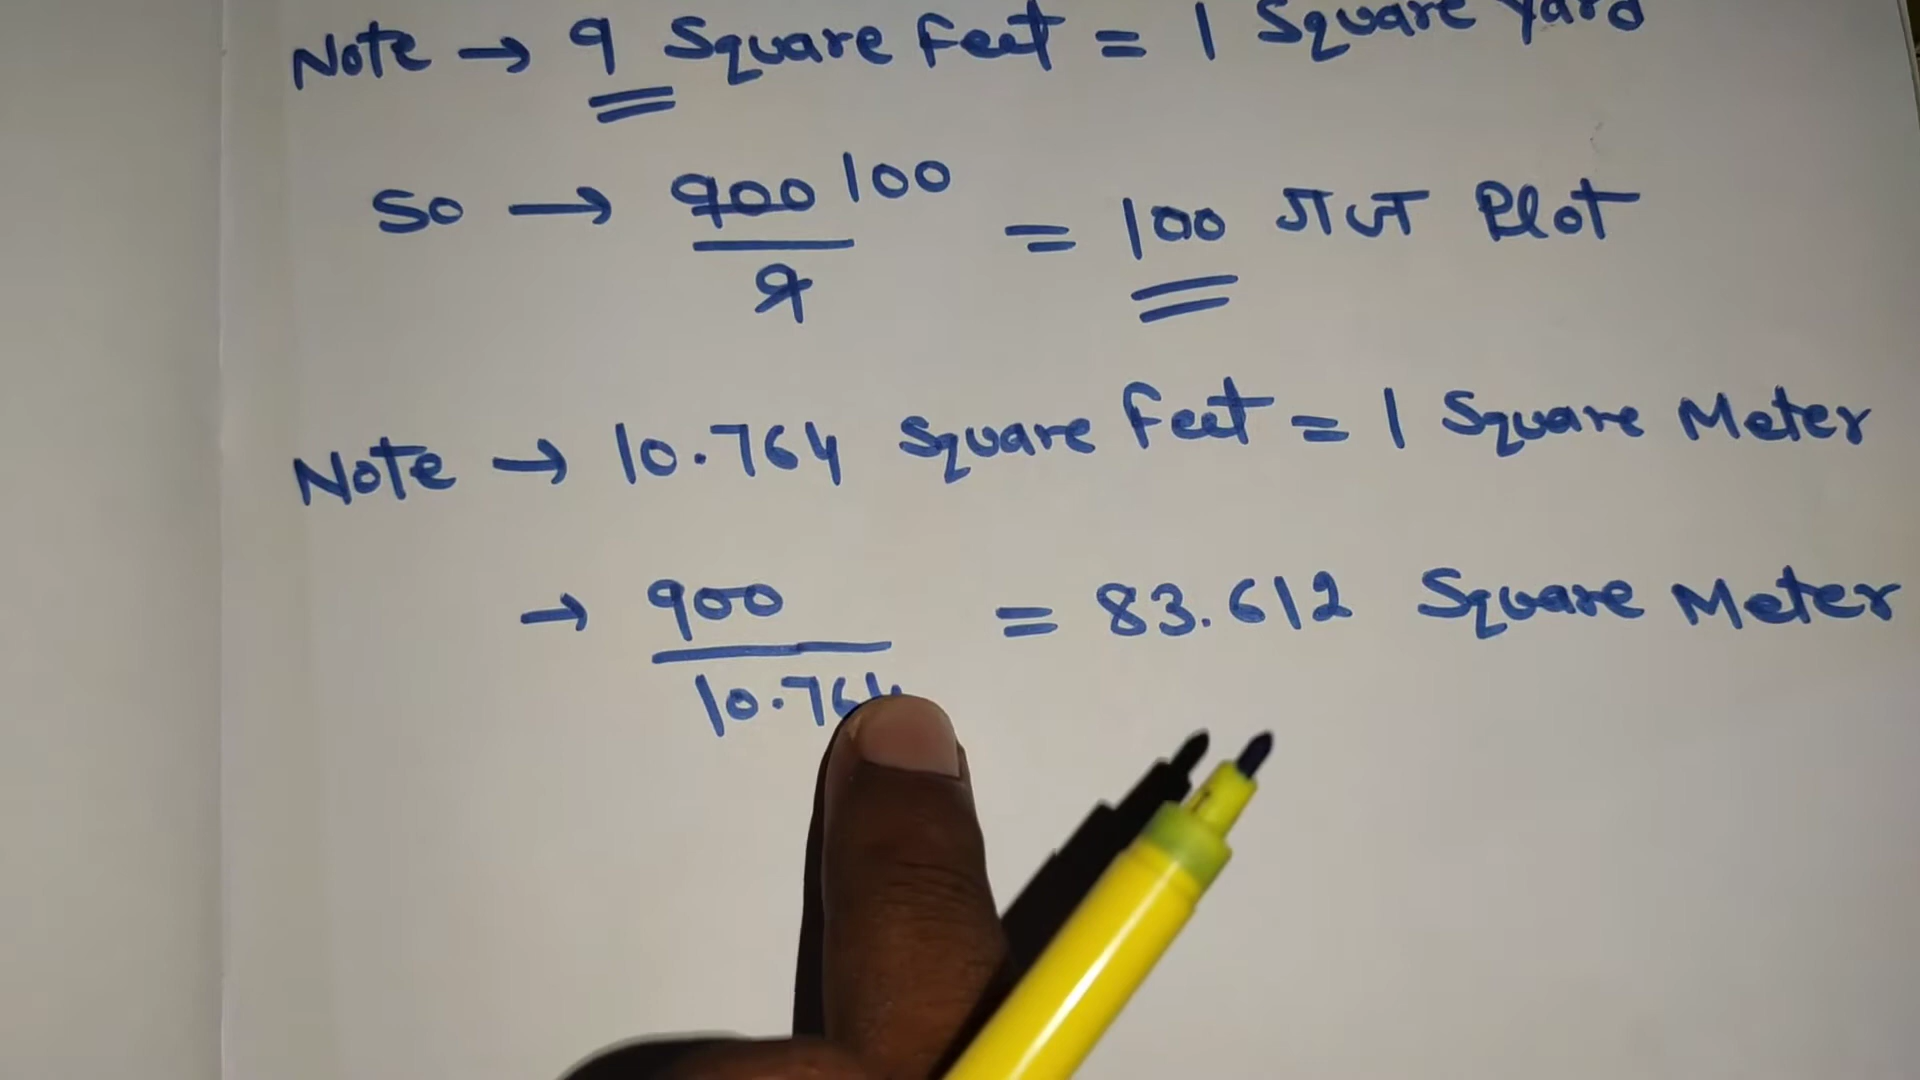 Note → 9 Square Feet = 1 Square Yard
So → 900 100 / 9 = 100 गज Plot
Note → 10.764 Square Feet = 1 Square Meter
→ 900 / 10.764 = 83.612 Square Meter